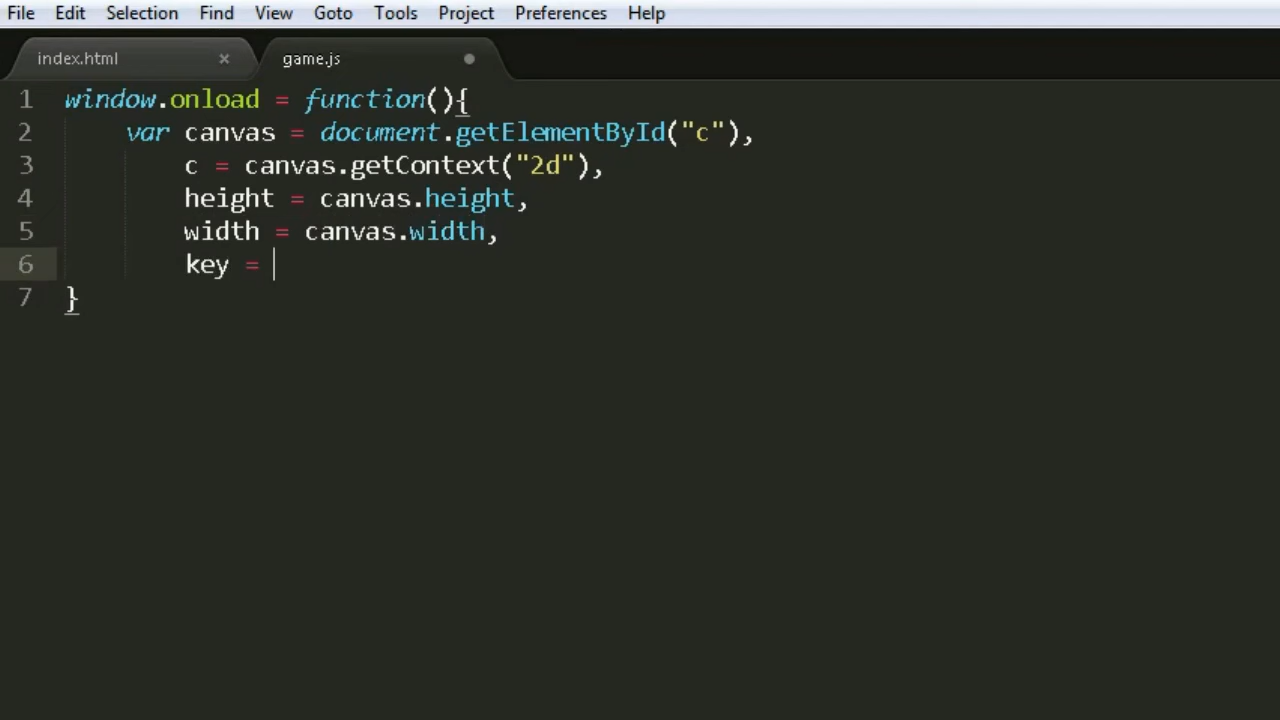 File Edit Selection Find View Goto Tools Project Preferences Help
index.html × game.js
1 window.onload = function(){
2 var canvas = document.getElementById("c"),
3 c = canvas.getContext("2d"),
4 height = canvas.height,
5 width = canvas.width,
6 key =
7 }